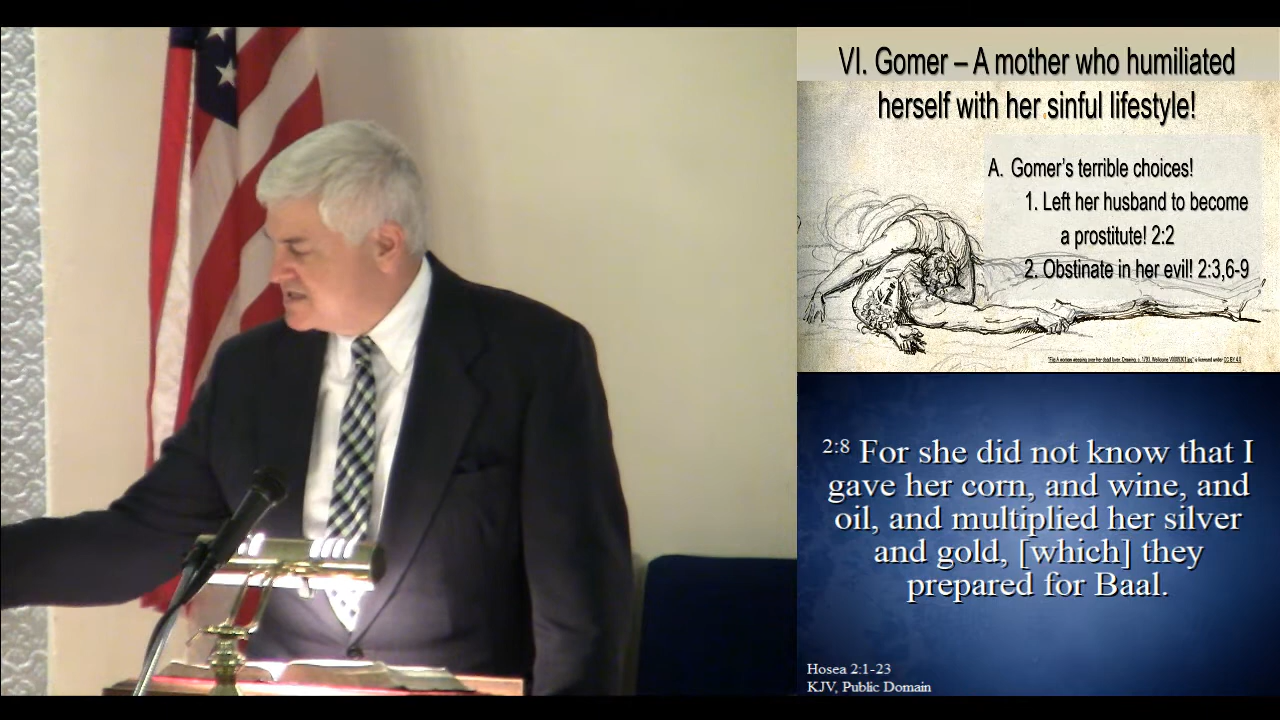 VI. Gomer – A mother who humiliated
herself with her sinful lifestyle!
A. Gomer's terrible choices!
1. Left her husband to become
a prostitute! 2:2
2. Obstinate in her evil! 2:3,6-9
2:8 For she did not know that I
gave her corn, and wine, and
oil, and multiplied her silver
and gold, [which] they
prepared for Baal.
Hosea 2:1-23
KJV, Public Domain